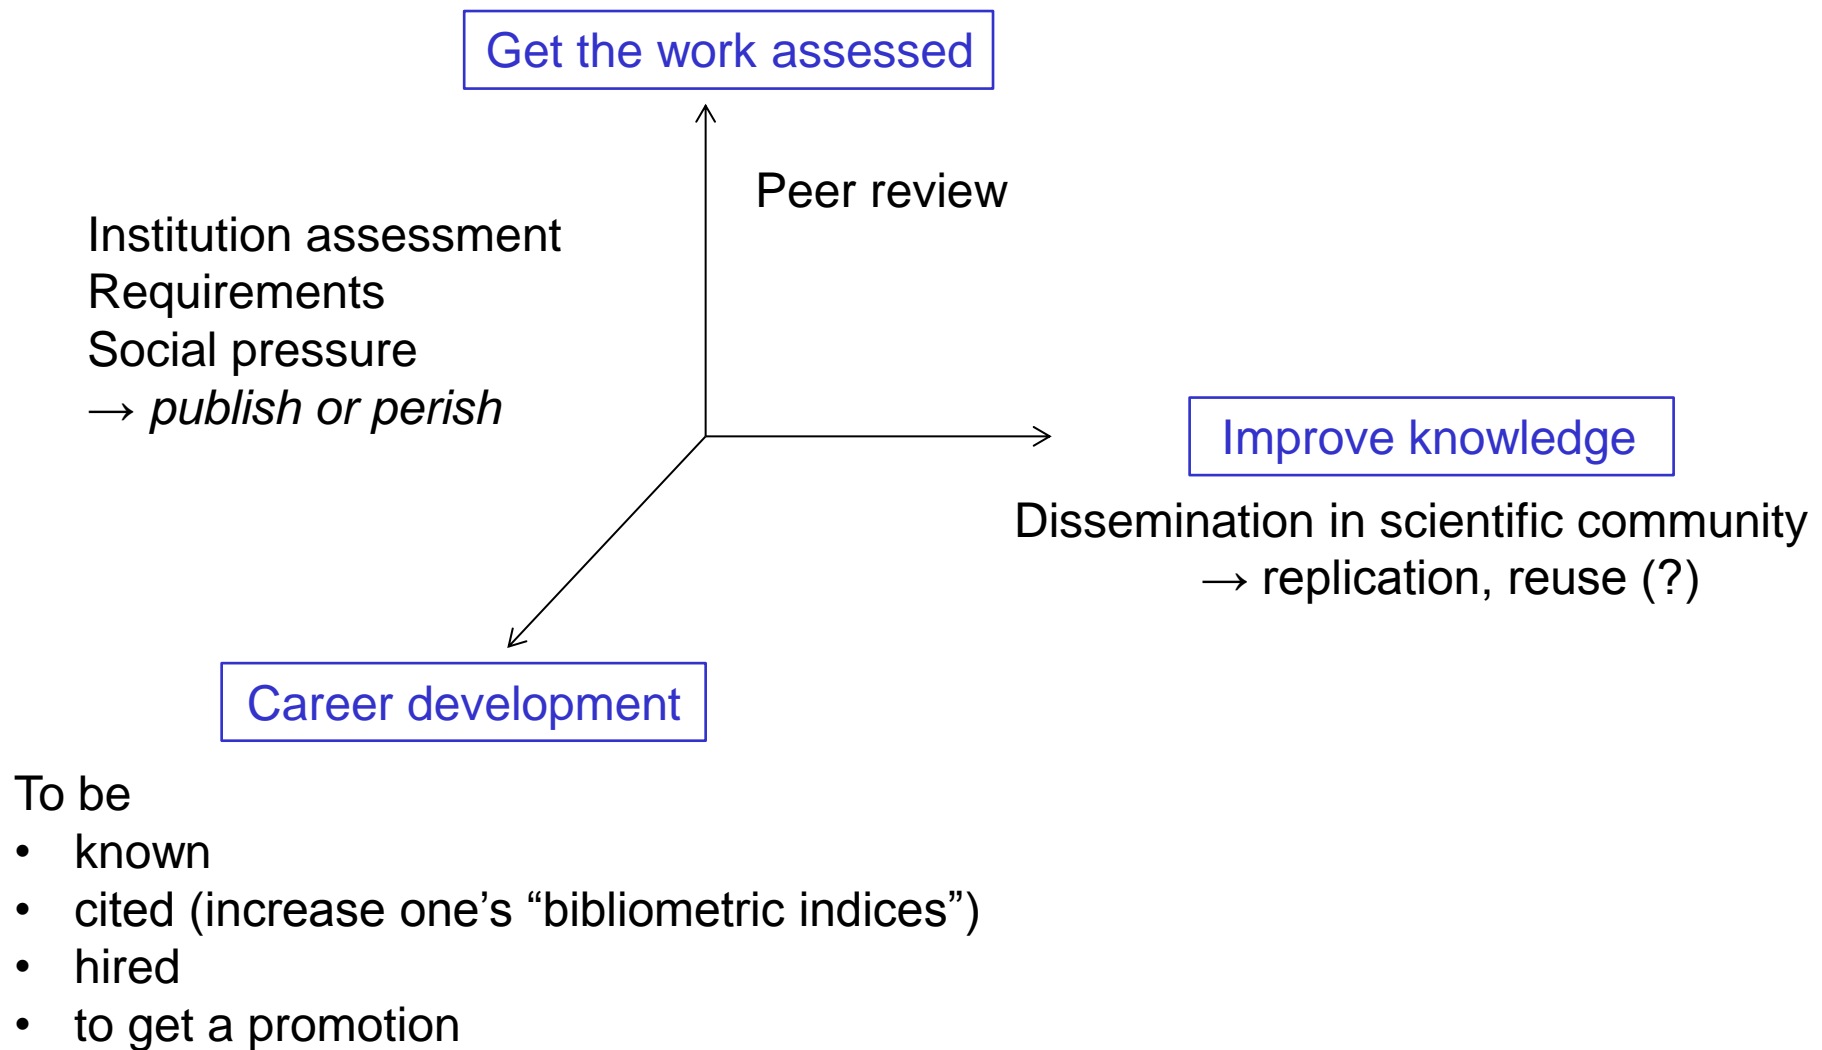 Get the work assessed
Peer review
Institution assessment
Requirements
Social pressure
→ publish or perish
Improve knowledge
Dissemination in scientific community
→ replication, reuse (?)
Career development
To be
• known
• cited (increase one’s “bibliometric indices”)
• hired
• to get a promotion